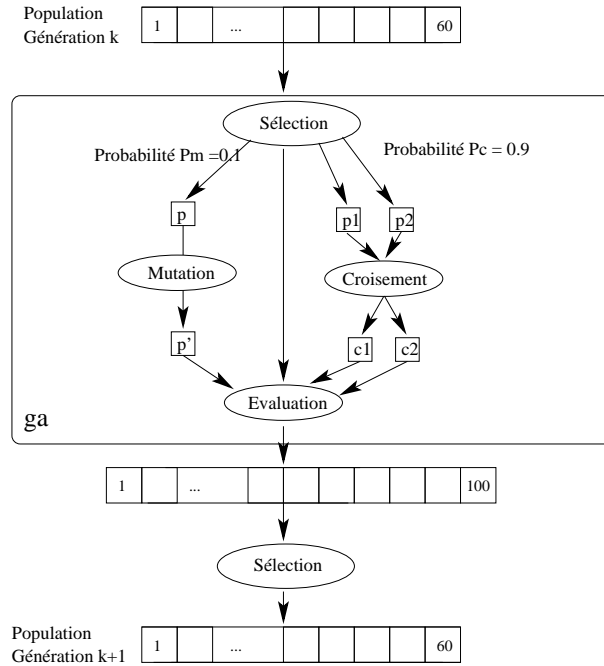 Population
Génération k
1 ... 60
Sélection
Probabilité Pm =0.1
Probabilité Pc = 0.9
p
p1 p2
Mutation
Croisement
p'
c1 c2
Evaluation
ga
1 ... 100
Sélection
Population
Génération k+1
1 ... 60